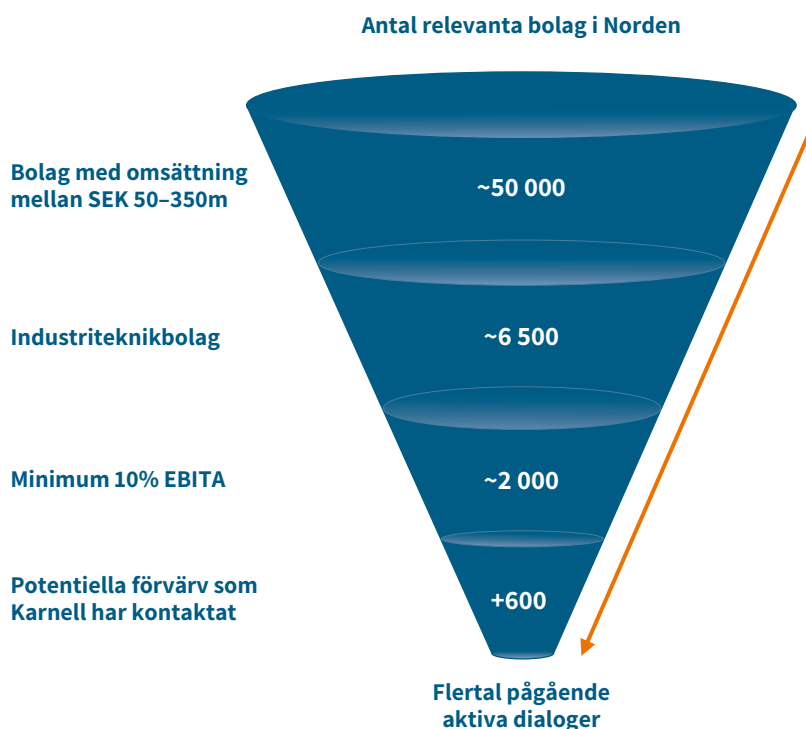 Antal relevanta bolag i Norden
Bolag med omsättning
mellan SEK 50–350m
~50 000
Industriteknikbolag
~6 500
Minimum 10% EBITA
~2 000
Potentiella förvärv som
Karnell har kontaktat
+600
Flertal pågående
aktiva dialoger